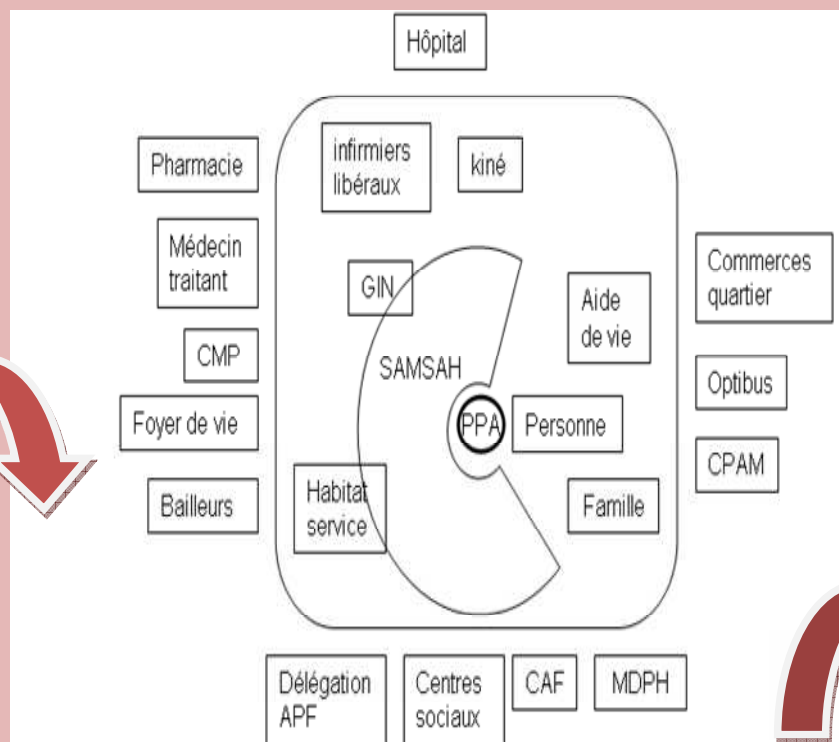 Hôpital
Pharmacie
infirmiers
libéraux
kiné
Médecin
traitant
GIN
Aide
de vie
Commerces
quartier
CMP
SAMSAH
Optibus
Foyer de vie
PPA
Personne
CPAM
Bailleurs
Habitat
service
Famille
Délégation
APF
Centres
sociaux
CAF
MDPH